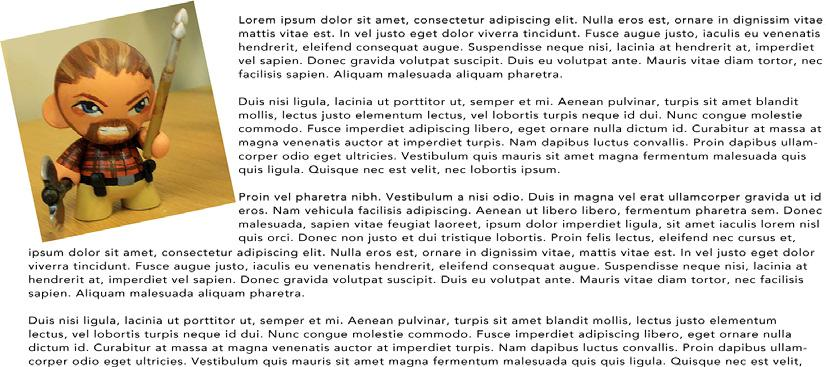 Lorem ipsum dolor sit amet, consectetur adipiscing elit. Nulla eros est, ornare in dignissim vitae
mattis vitae est. In vel justo eget dolor viverra tincidunt. Fusce augue justo, iaculis eu venenatis
hendrerit, eleifend consequat augue. Suspendisse neque nisi, lacinia at hendrerit at, imperdiet
vel sapien. Donec gravida volutpat suscipit. Duis eu volutpat ante. Mauris vitae diam tortor, nec
facilisis sapien. Aliquam malesuada aliquam pharetra.
Duis nisi ligula, lacinia ut porttitor ut, semper et mi. Aenean pulvinar, turpis sit amet blandit
mollis, lectus justo elementum lectus, vel lobortis turpis neque id dui. Nunc congue molestie
commodo. Fusce imperdiet adipiscing libero, eget ornare nulla dictum id. Curabitur at massa at
magna venenatis auctor at imperdiet turpis. Nam dapibus luctus convallis. Proin dapibus ullam-
corper odio eget ultricies. Vestibulum quis mauris sit amet magna fermentum malesuada quis
quis ligula. Quisque nec est velit, nec lobortis ipsum.
Proin vel pharetra nibh. Vestibulum a nisi odio. Duis in magna vel erat ullamcorper gravida ut id
eros. Nam vehicula facilisis adipiscing. Aenean ut libero libero, fermentum pharetra sem. Donec
malesuada, sapien vitae feugiat laoreet, ipsum dolor imperdiet ligula, sit amet iaculis lorem nisl
quis orci. Donec non justo et dui tristique lobortis. Proin felis lectus, eleifend nec cursus et,
ipsum dolor sit amet, consectetur adipiscing elit. Nulla eros est, ornare in dignissim vitae, mattis vitae est. In vel justo eget dolor
viverra tincidunt. Fusce augue justo, iaculis eu venenatis hendrerit, eleifend consequat augue. Suspendisse neque nisi, lacinia at
hendrerit at, imperdiet vel sapien. Donec gravida volutpat suscipit. Duis eu volutpat ante. Mauris vitae diam tortor, nec facilisis
sapien. Aliquam malesuada aliquam pharetra.
Duis nisi ligula, lacinia ut porttitor ut, semper et mi. Aenean pulvinar, turpis sit amet blandit mollis, lectus justo elementum
lectus, vel lobortis turpis neque id dui. Nunc congue molestie commodo. Fusce imperdiet adipiscing libero, eget ornare nulla
dictum id. Curabitur at massa at magna venenatis auctor at imperdiet turpis. Nam dapibus luctus convallis. Proin dapibus ullam-
corper odio eget ultricies. Vestibulum quis mauris sit amet magna fermentum malesuada quis quis ligula. Quisque nec est velit,